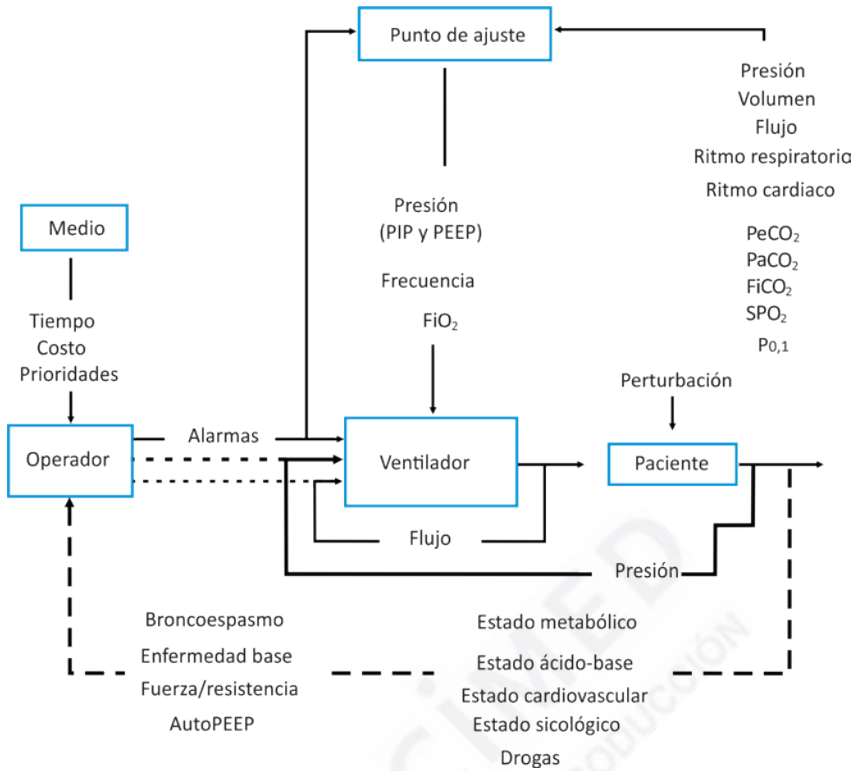 Punto de ajuste
Presión
Volumen
Flujo
Ritmo respiratorio
Ritmo cardiaco
PeCO₂
PaCO₂
FiCO₂
SPO₂
P0,1
Presión
(PIP y PEEP)
Frecuencia
FiO₂
Medio
Tiempo
Costo
Prioridades
Perturbación
Operador
Alarmas
Ventilador
Paciente
Flujo
Presión
Broncoespasmo
Enfermedad base
Fuerza/resistencia
AutoPEEP
Estado metabólico
Estado ácido-base
Estado cardiovascular
Estado sicológico
Drogas